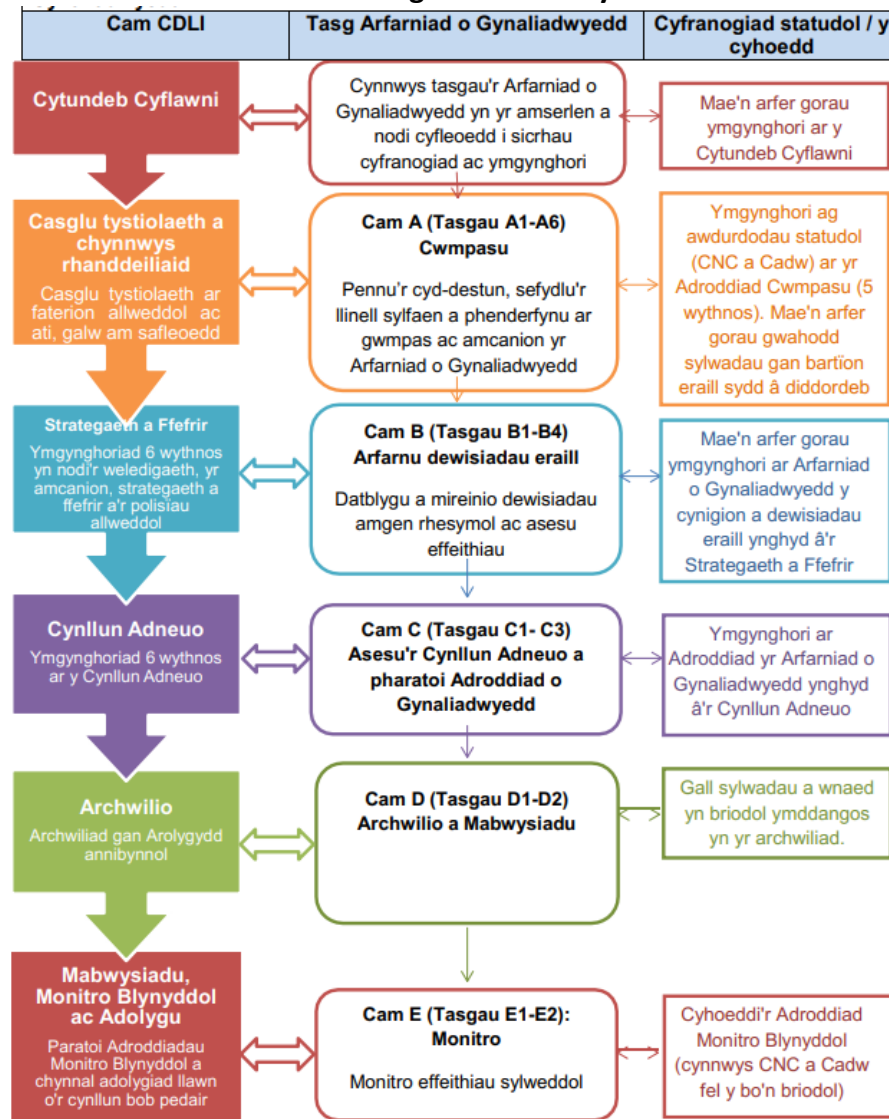 Cam CDLI
Tasg Arfarniad o Gynaliadwyedd
Cyfranogiad statudol / y
cyhoedd
Cytundeb Cyflawni
Cynnwys tasgau'r Arfarniad o
Gynaliadwyedd yn yr amserlen a
nodi cyfleoedd i sicrhau
cyfranogiad ac ymgynghori
Mae'n arfer gorau
ymgynghori ar y
Cytundeb Cyflawni
Casglu tystiolaeth a
chynnwys
rhanddeiliaid
Casglu tystiolaeth ar
faterion allweddol ac
ati, galw am safleoedd
Cam A (Tasgau A1-A6)
Cwmpasu
Pennu'r cyd-destun, sefydlu'r
llinell sylfaen a phenderfynu ar
gwmpas ac amcanion yr
Arfarniad o Gynaliadwyedd
Ymgynghori ag
awdurdodau statudol
(CNC a Cadw) ar yr
Adroddiad Cwmpasu (5
wythnos). Mae'n arfer
gorau gwahodd
sylwadau gan bartïon
eraill sydd â diddordeb
Strategaeth a Ffefrir
Ymgynghoriad 6 wythnos
yn nodi'r weledigaeth, yr
amcanion, strategaeth a
ffefrir a'r polisïau
allweddol
Cam B (Tasgau B1-B4)
Arfarnu dewisiadau eraill
Datblygu a mireinio dewisiadau
amgen rhesymol ac asesu
effeithiau
Mae'n arfer gorau
ymgynghori ar Arfarniad
o Gynaliadwyedd y
cynigion a dewisiadau
eraill ynghyd â'r
Strategaeth a Ffefrir
Cynllun Adneuo
Ymgynghoriad 6 wythnos
ar y Cynllun Adneuo
Cam C (Tasgau C1- C3)
Asesu'r Cynllun Adneuo a
pharatoi Adroddiad o
Gynaliadwyedd
Ymgynghori ar
Adroddiad yr Arfarniad o
Gynaliadwyedd ynghyd
â'r Cynllun Adneuo
Archwilio
Archwiliad gan Arolygydd
annibynnol
Cam D (Tasgau D1-D2)
Archwilio a Mabwysiadu
Gall sylwadau a wnaed
yn briodol ymddangos
yn yr archwiliad.
Mabwysiadu,
Monitro Blynyddol
ac Adolygu
Paratoi Adroddiadau
Monitro Blynyddol a
chynnal adolygiad llawn
o'r cynllun bob pedair
Cam E (Tasgau E1-E2):
Monitro
Monitro effeithiau sylweddol
Cyhoeddi'r Adroddiad
Monitro Blynyddol
(cynnwys CNC a Cadw
fel y bo'n briodol)